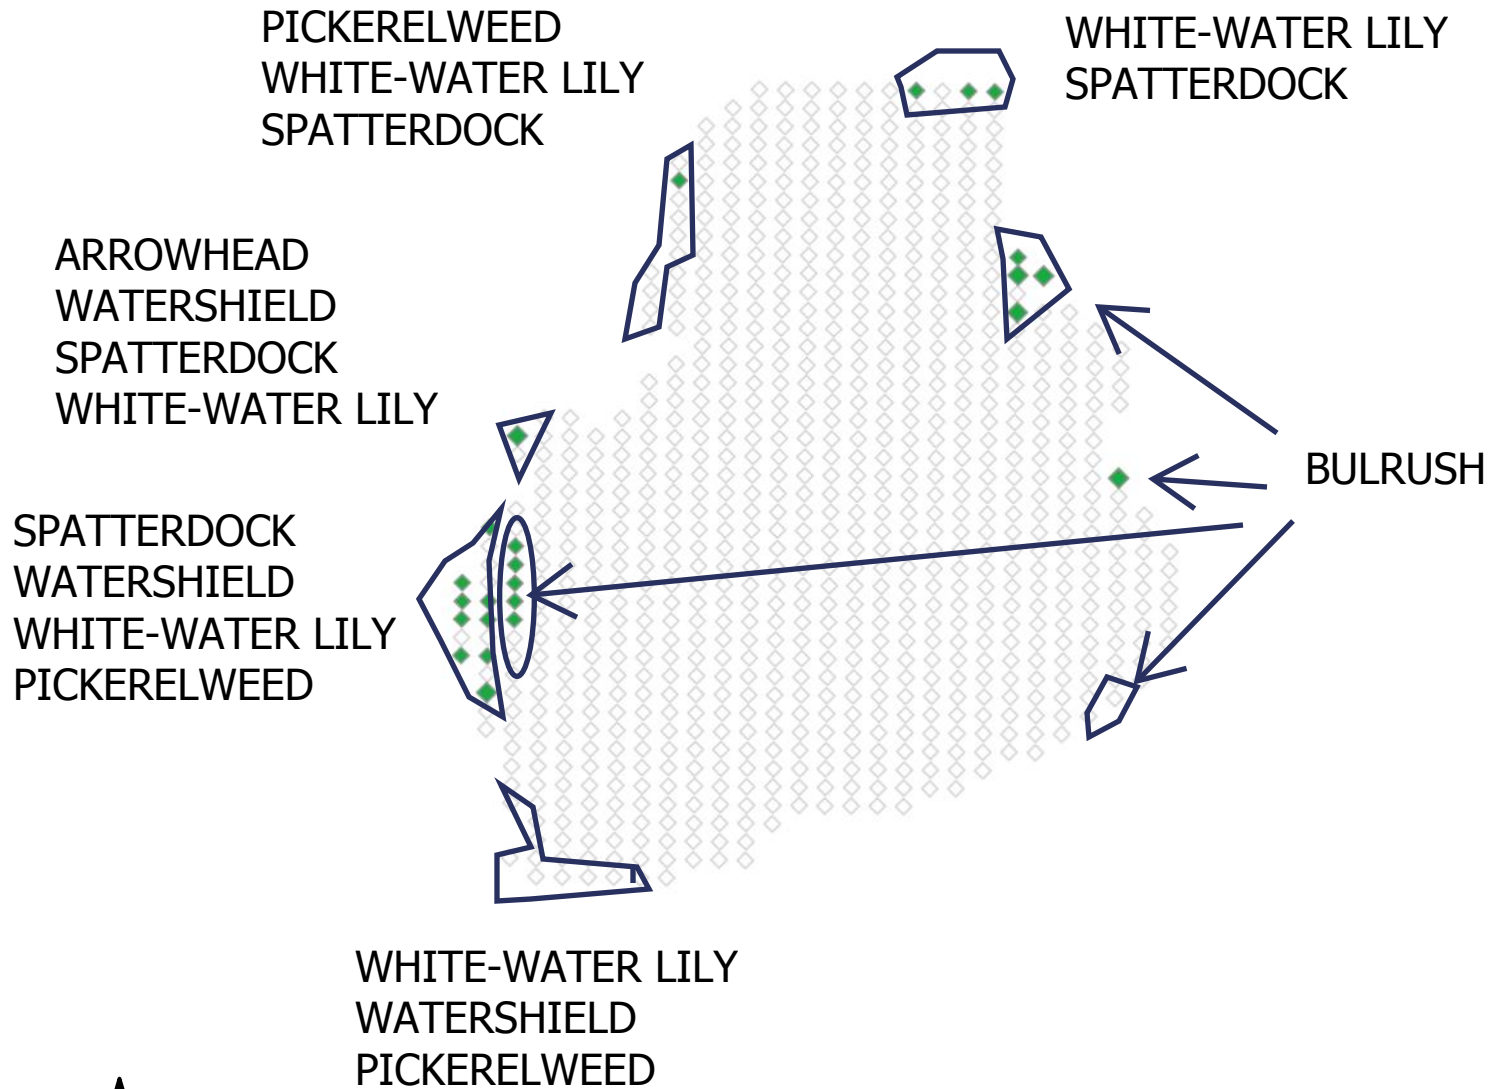 PICKERELWEED
WHITE-WATER LILY
SPATTERDOCK
WHITE-WATER LILY
SPATTERDOCK
ARROWHEAD
WATERSHIELD
SPATTERDOCK
WHITE-WATER LILY
BULRUSH
SPATTERDOCK
WATERSHIELD
WHITE-WATER LILY
PICKERELWEED
WHITE-WATER LILY
WATERSHIELD
PICKERELWEED